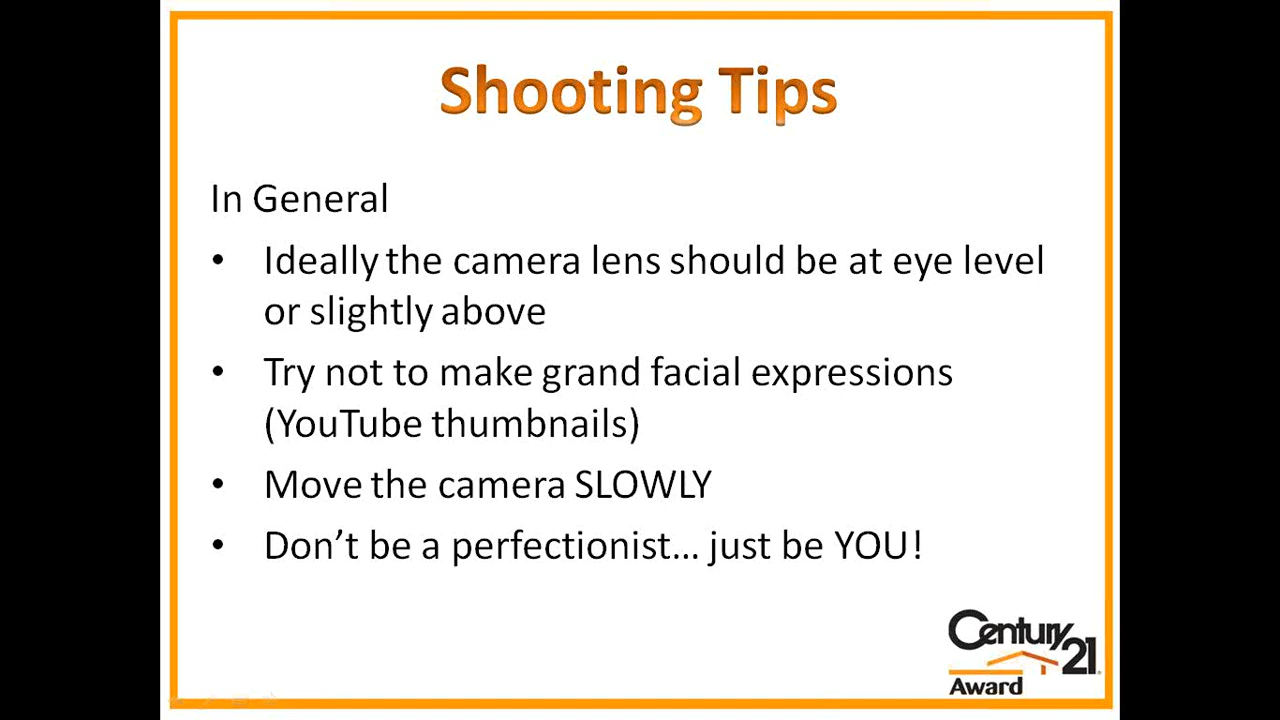 Shooting Tips
In General
• Ideally the camera lens should be at eye level
or slightly above
• Try not to make grand facial expressions
(YouTube thumbnails)
• Move the camera SLOWLY
• Don’t be a perfectionist... just be YOU!
Century 21
Award